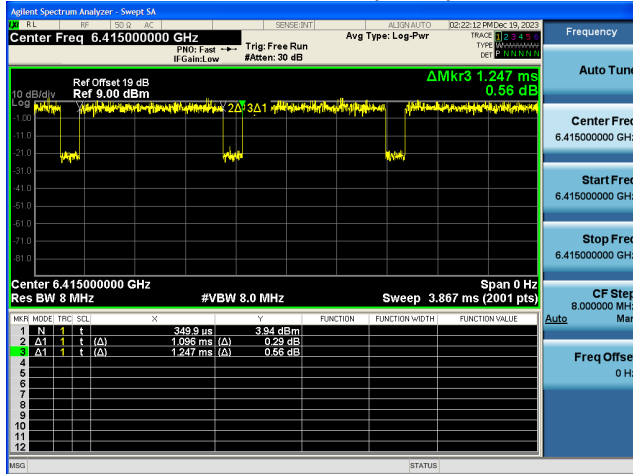 Agilent Spectrum Analyzer - Swept SA
LXI RL RF 50 Ω AC SENSE:INT ALIGN AUTO 02:22:12 PM Dec 19, 2023
Center Freq 6.415000000 GHz
PNO: Fast
IFGain:Low
Trig: Free Run
#Atten: 30 dB
Avg Type: Log-Pwr
TRACE 1 2 3 4 5 6
TYPE W
DET P N N N N N
ΔMkr3 1.247 ms
0.56 dB
Ref Offset 19 dB
10 dB/div Ref 9.00 dBm
Log
-1.00
-11.0
-21.0
-31.0
-41.0
-51.0
-61.0
-71.0
-81.0
2Δ 3Δ1
Center 6.415000000 GHz Span 0 Hz
Res BW 8 MHz #VBW 8.0 MHz Sweep 3.867 ms (2001 pts)
MKR MODE TRC SCL X Y FUNCTION FUNCTION WIDTH FUNCTION VALUE
1 N 1 t 349.9 us 3.94 dBm
2 Δ1 1 t (Δ) 1.096 ms (Δ) 0.29 dB
3 Δ1 1 t (Δ) 1.247 ms (Δ) 0.56 dB
4
5
6
7
8
9
10
11
12
MSG STATUS
Frequency
Auto Tune
Center Freq
6.415000000 GHz
Start Freq
6.415000000 GHz
Stop Freq
6.415000000 GHz
CF Step
8.000000 MHz
Auto Man
Freq Offset
0 Hz